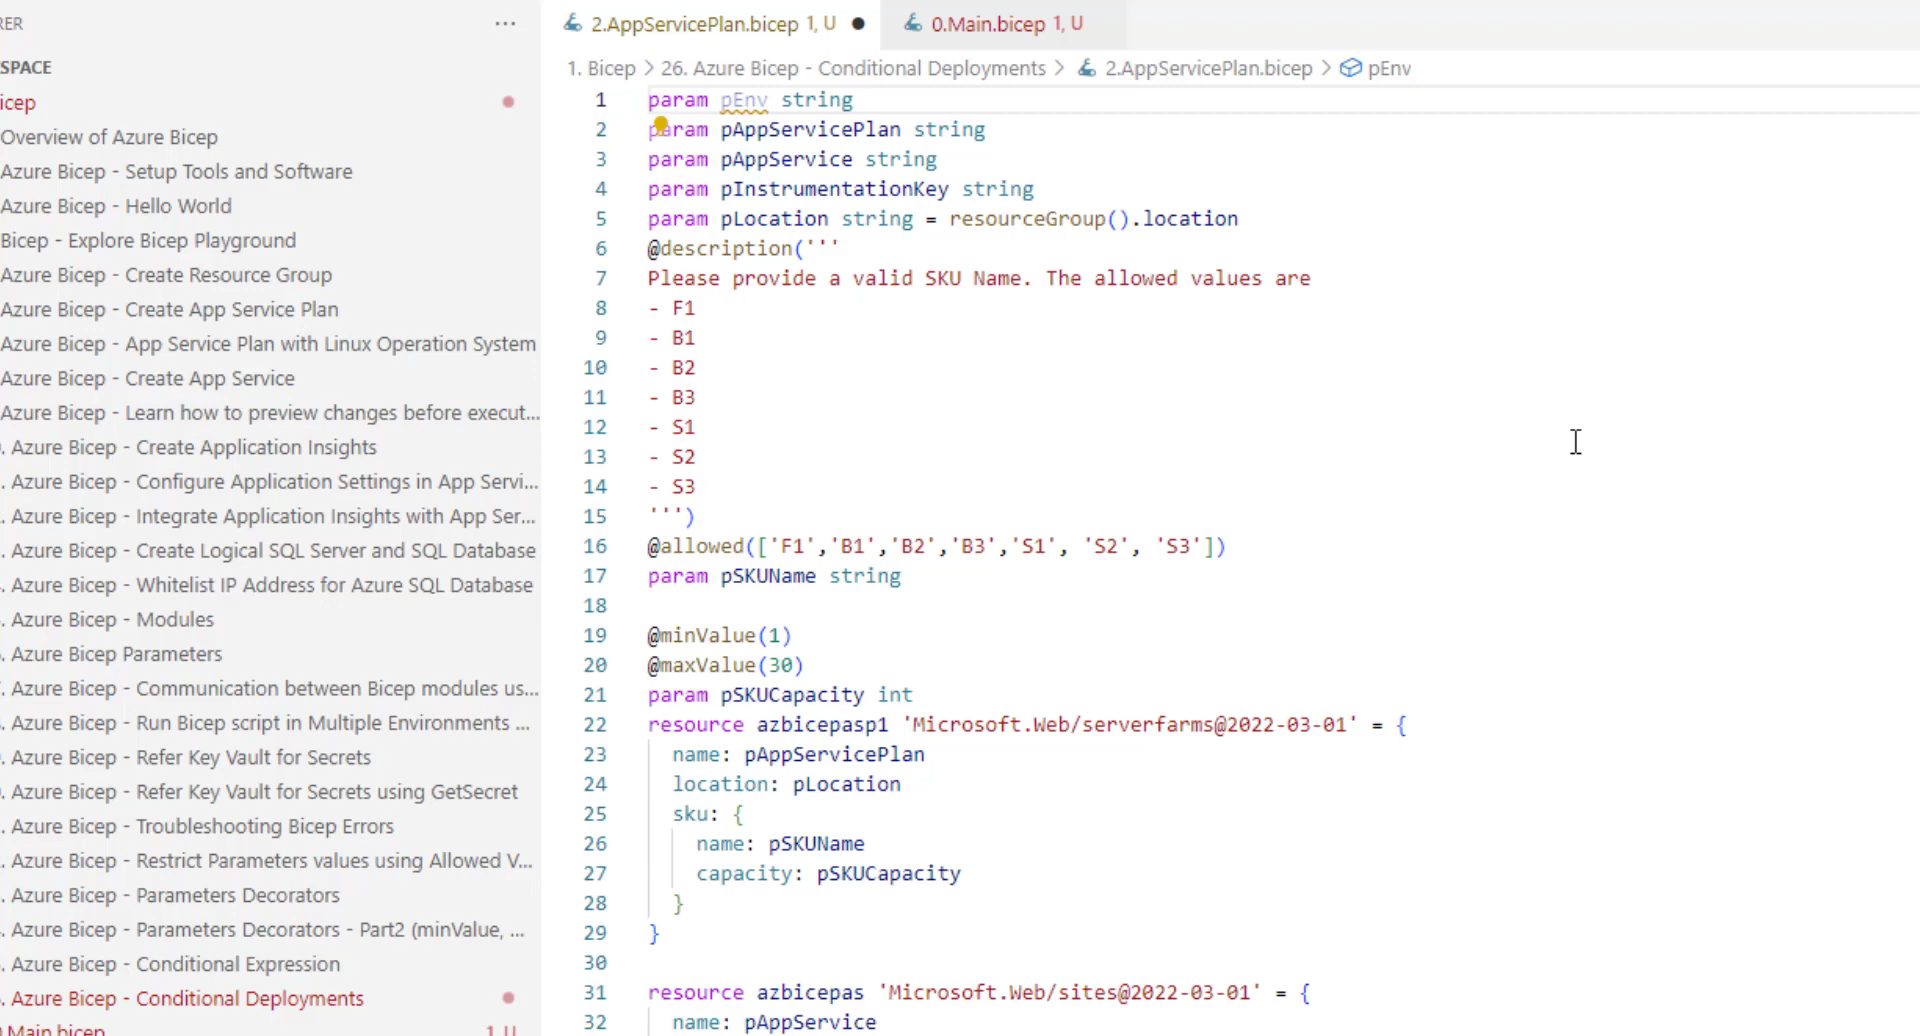 RER
...
2.AppServicePlan.bicep 1, U
0.Main.bicep 1, U
SPACE
icep
Overview of Azure Bicep
Azure Bicep - Setup Tools and Software
Azure Bicep - Hello World
Bicep - Explore Bicep Playground
Azure Bicep - Create Resource Group
Azure Bicep - Create App Service Plan
Azure Bicep - App Service Plan with Linux Operation System
Azure Bicep - Create App Service
Azure Bicep - Learn how to preview changes before execut...
. Azure Bicep - Create Application Insights
. Azure Bicep - Configure Application Settings in App Servi...
. Azure Bicep - Integrate Application Insights with App Ser...
. Azure Bicep - Create Logical SQL Server and SQL Database
. Azure Bicep - Whitelist IP Address for Azure SQL Database
. Azure Bicep - Modules
. Azure Bicep Parameters
. Azure Bicep - Communication between Bicep modules us...
. Azure Bicep - Run Bicep script in Multiple Environments ...
. Azure Bicep - Refer Key Vault for Secrets
. Azure Bicep - Refer Key Vault for Secrets using GetSecret
. Azure Bicep - Troubleshooting Bicep Errors
. Azure Bicep - Restrict Parameters values using Allowed V...
. Azure Bicep - Parameters Decorators
. Azure Bicep - Parameters Decorators - Part2 (minValue, ...
. Azure Bicep - Conditional Expression
. Azure Bicep - Conditional Deployments
Main.bicep 1, U
1. Bicep > 26. Azure Bicep - Conditional Deployments > 2.AppServicePlan.bicep > pEnv
1 param pEnv string
2 param pAppServicePlan string
3 param pAppService string
4 param pInstrumentationKey string
5 param pLocation string = resourceGroup().location
6 @description('''
7 Please provide a valid SKU Name. The allowed values are
8 - F1
9 - B1
10 - B2
11 - B3
12 - S1
13 - S2
14 - S3
15 ''')
16 @allowed(['F1','B1','B2','B3','S1', 'S2', 'S3'])
17 param pSKUName string
18
19 @minValue(1)
20 @maxValue(30)
21 param pSKUCapacity int
22 resource azbicepasp1 'Microsoft.Web/serverfarms@2022-03-01' = {
23 name: pAppServicePlan
24 location: pLocation
25 sku: {
26 name: pSKUName
27 capacity: pSKUCapacity
28 }
29 }
30
31 resource azbicepas 'Microsoft.Web/sites@2022-03-01' = {
32 name: pAppService